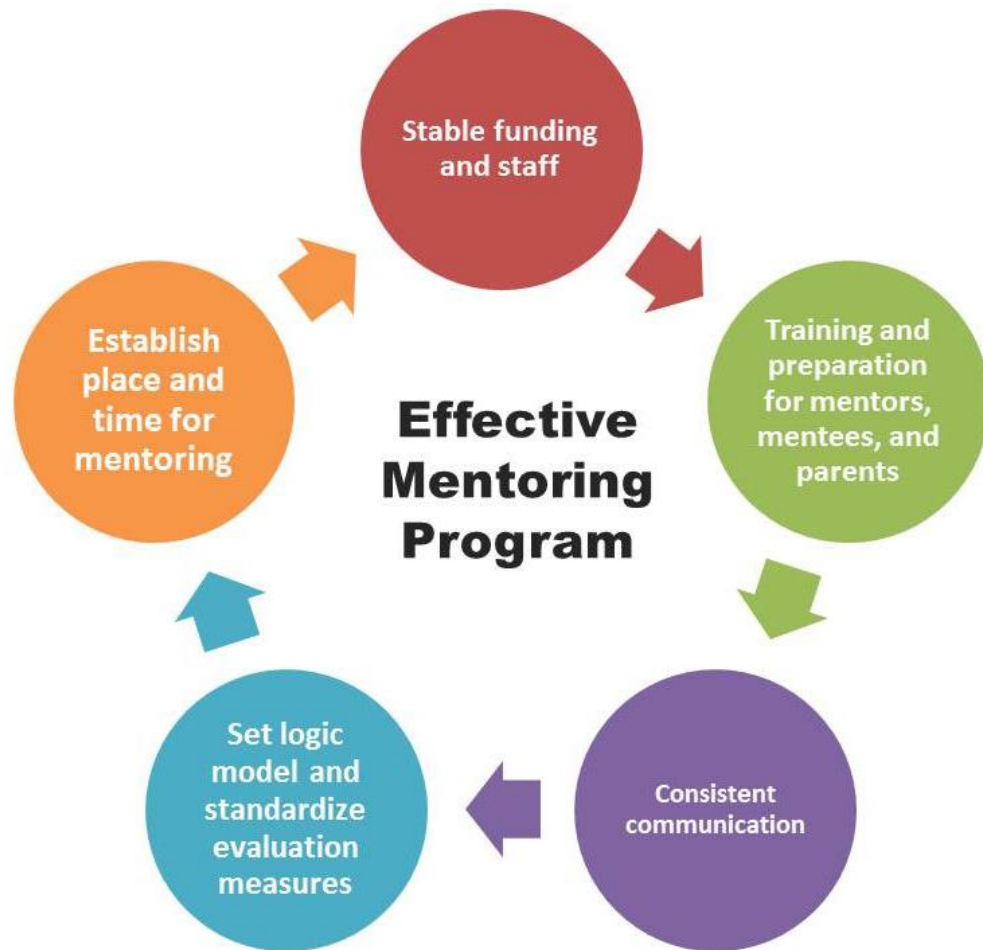 Stable funding
and staff
Training and
preparation
for mentors,
mentees, and
parents
Consistent
communication
Set logic
model and
standardize
evaluation
measures
Establish
place and
time for
mentoring
Effective
Mentoring
Program